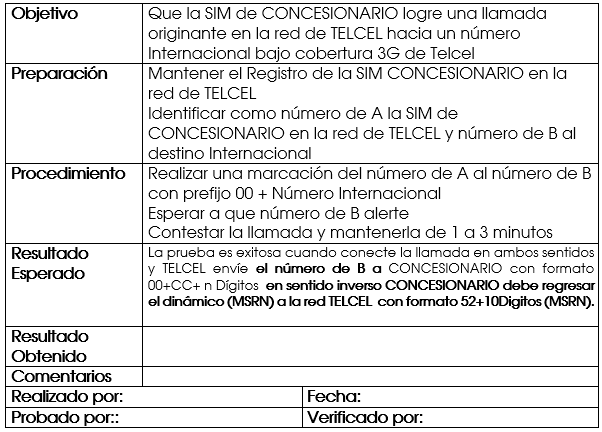 Objetivo Que la SIM de CONCESIONARIO logre una llamada
originante en la red de TELCEL hacia un número
Internacional bajo cobertura 3G de Telcel
Preparación Mantener el Registro de la SIM CONCESIONARIO en la
red de TELCEL
Identificar como número de A la SIM de
CONCESIONARIO en la red de TELCEL y número de B al
destino Internacional
Procedimiento Realizar una marcación del número de A al número de B
con prefijo 00 + Número Internacional
Esperar a que número de B alerte
Contestar la llamada y mantenerla de 1 a 3 minutos
Resultado Esperado La prueba es exitosa cuando conecte la llamada en ambos sentidos
y TELCEL envíe el número de B a CONCESIONARIO con formato
00+CC+ n Dígitos en sentido inverso CONCESIONARIO debe regresar
el dinámico (MSRN) a la red TELCEL con formato 52+10Digitos (MSRN).
Resultado
Obtenido
Comentarios
Realizado por: Fecha:
Probado por:: Verificado por: